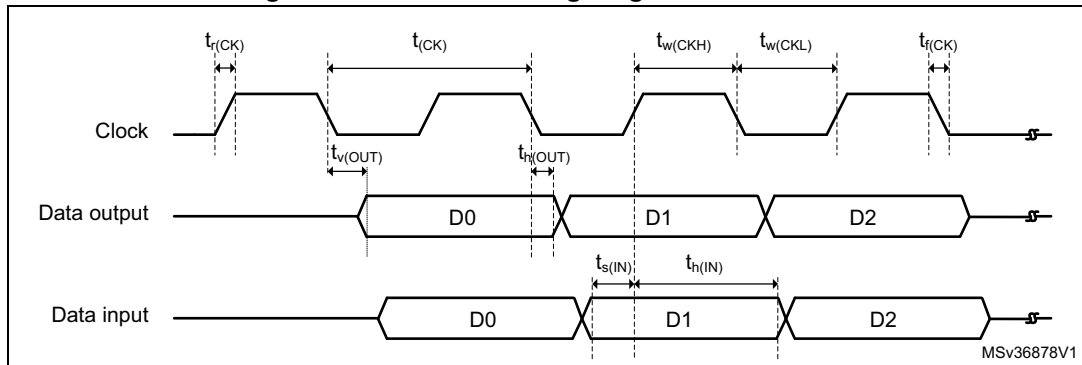 tr(CK) t(CK) tw(CKH) tw(CKL) tf(CK)
Clock
tv(OUT) th(OUT)
Data output D0 D1 D2
ts(IN) th(IN)
Data input D0 D1 D2
MSv36878V1